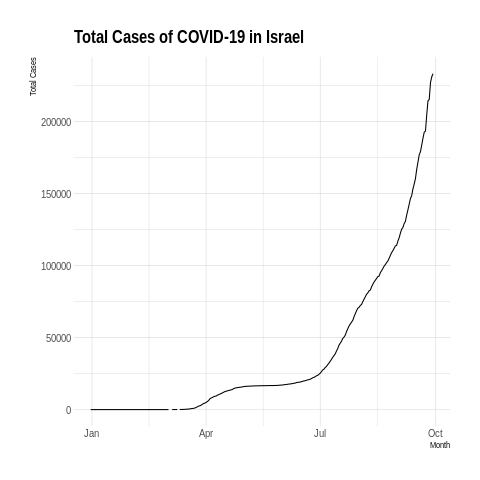 Total Cases of COVID-19 in Israel
Total Cases
200000
150000
100000
50000
0
Jan Apr Jul Oct
Month